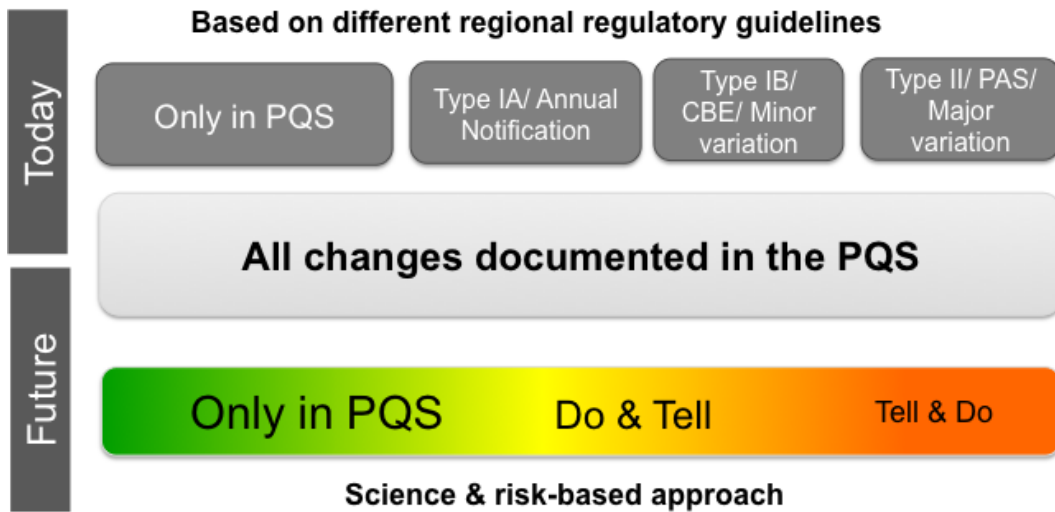 Based on different regional regulatory guidelines
Today
Only in PQS
Type IA/ Annual
Notification
Type IB/
CBE/ Minor
variation
Type II/ PAS/
Major
variation
All changes documented in the PQS
Future
Only in PQS
Do & Tell
Tell & Do
Science & risk-based approach